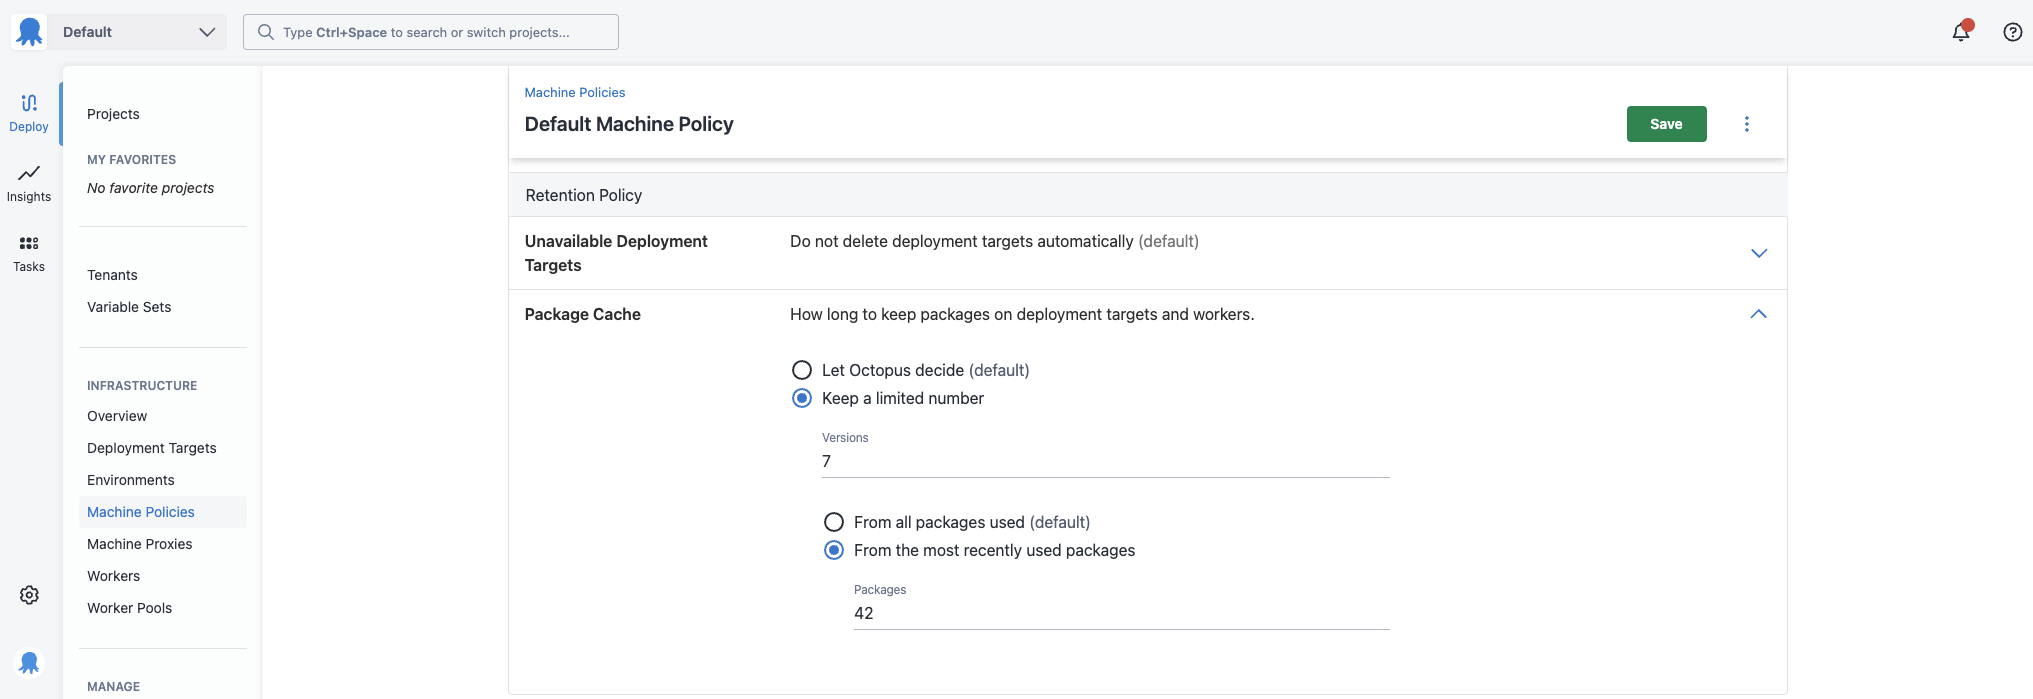 Default
Type Ctrl+Space to search or switch projects...
Deploy
Insights
Tasks
Projects
MY FAVORITES
No favorite projects
Tenants
Variable Sets
INFRASTRUCTURE
Overview
Deployment Targets
Environments
Machine Policies
Machine Proxies
Workers
Worker Pools
MANAGE
Machine Policies
Default Machine Policy
Save
Retention Policy
Unavailable Deployment
Targets
Do not delete deployment targets automatically (default)
Package Cache
How long to keep packages on deployment targets and workers.
Let Octopus decide (default)
Keep a limited number
Versions
7
From all packages used (default)
From the most recently used packages
Packages
42